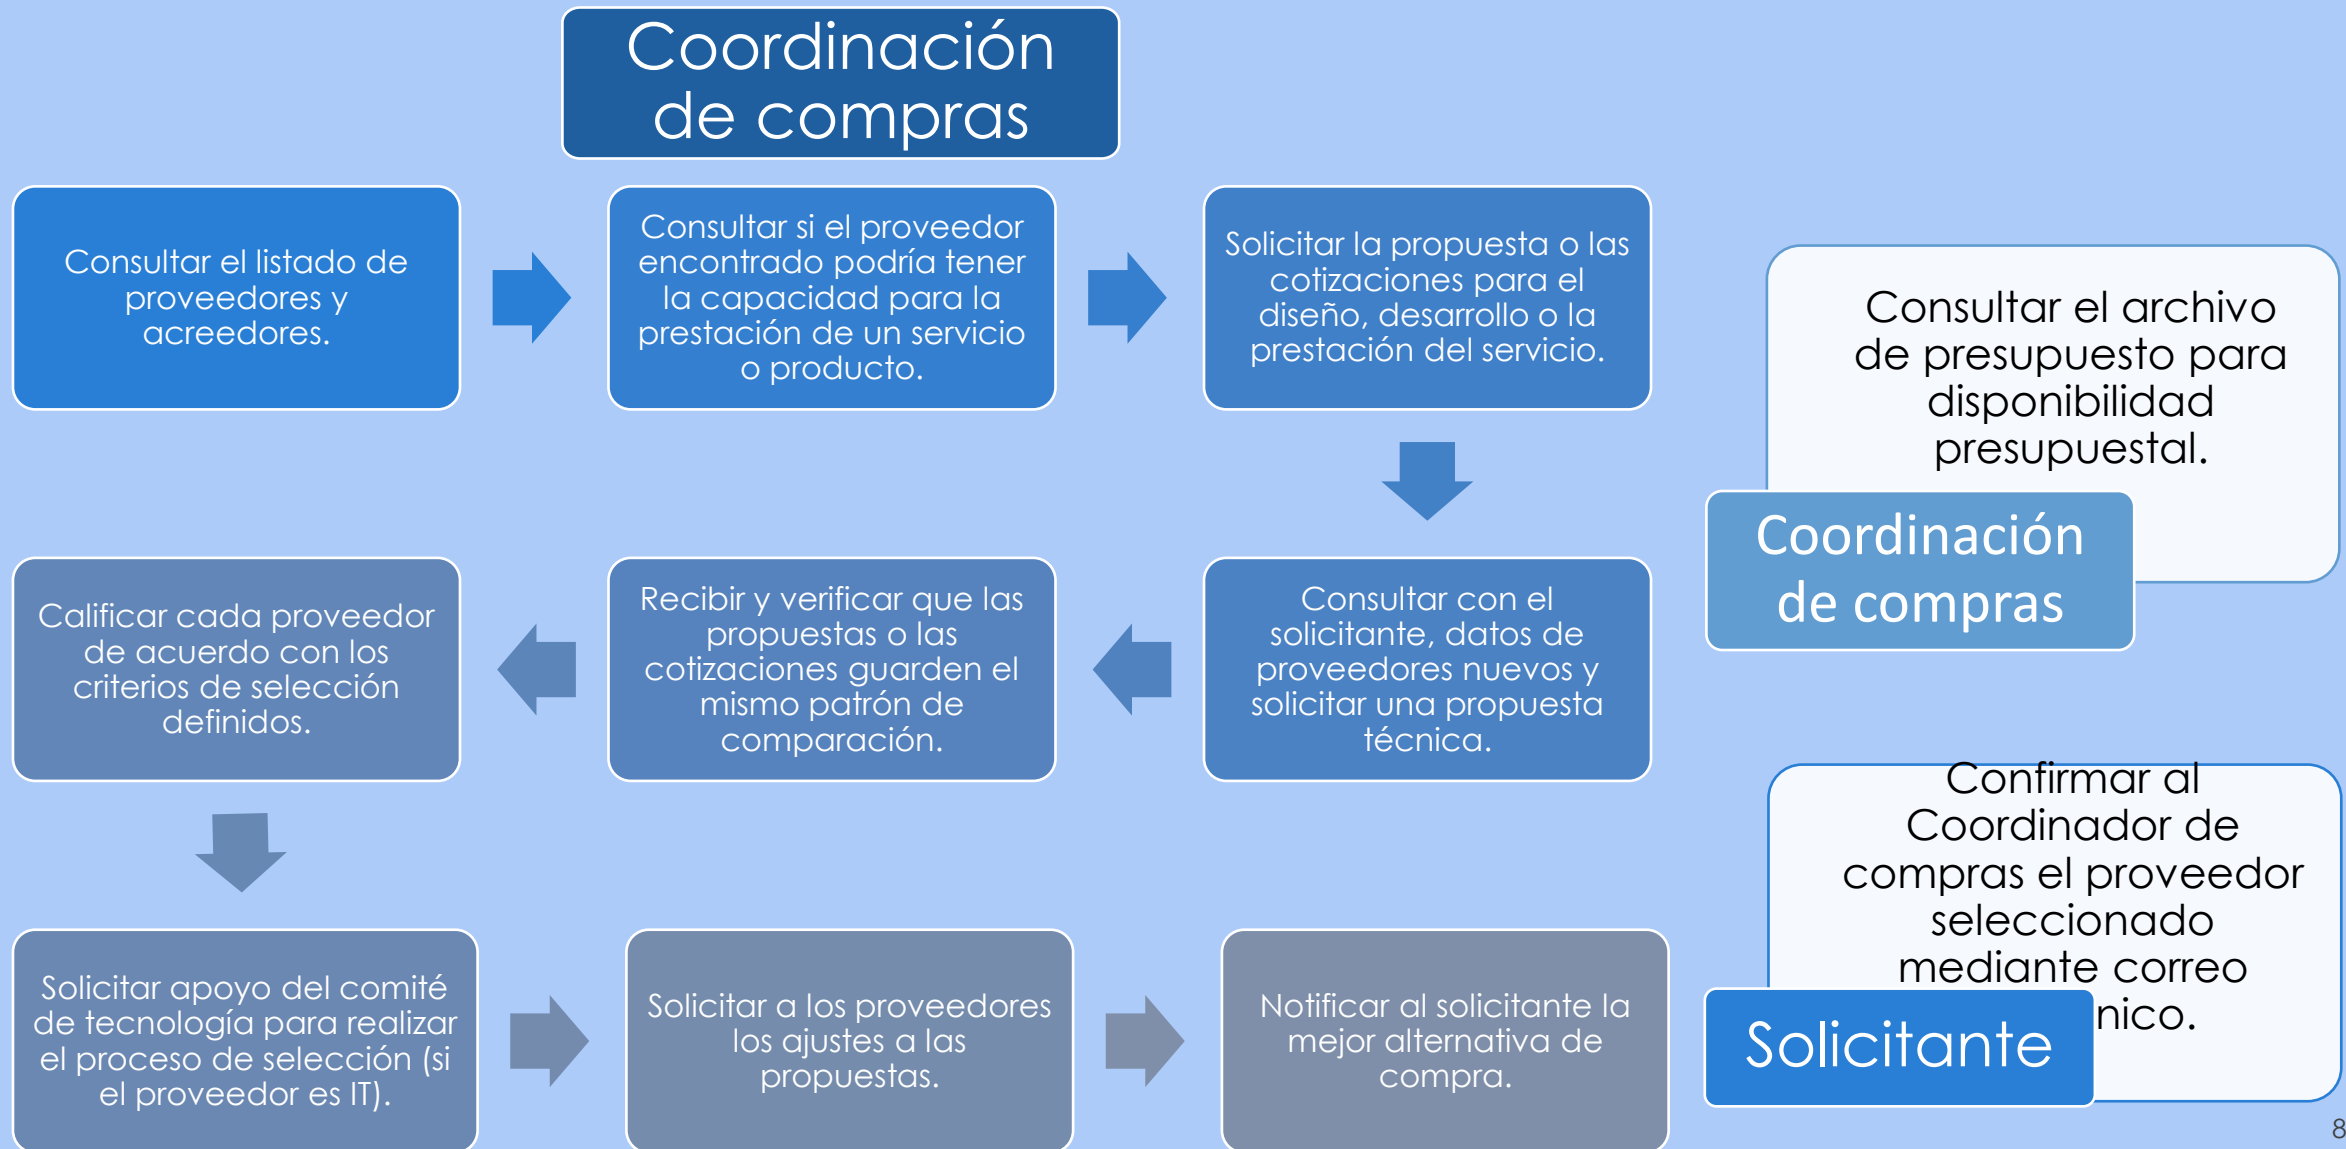 Coordinación
de compras
Consultar el listado de
proveedores y
acreedores.
Consultar si el proveedor
encontrado podría tener
la capacidad para la
prestación de un servicio
o producto.
Solicitar la propuesta o las
cotizaciones para el
diseño, desarrollo o la
prestación del servicio.
Consultar con el
solicitante, datos de
proveedores nuevos y
solicitar una propuesta
técnica.
Recibir y verificar que las
propuestas o las
cotizaciones guarden el
mismo patrón de
comparación.
Calificar cada proveedor
de acuerdo con los
criterios de selección
definidos.
Solicitar apoyo del comité
de tecnología para realizar
el proceso de selección (si
el proveedor es IT).
Solicitar a los proveedores
los ajustes a las
propuestas.
Notificar al solicitante la
mejor alternativa de
compra.
Consultar el archivo
de presupuesto para
disponibilidad
presupuestal.
Coordinación
de compras
Confirmar al
Coordinador de
compras el proveedor
seleccionado
mediante correo
nico.
Solicitante
8